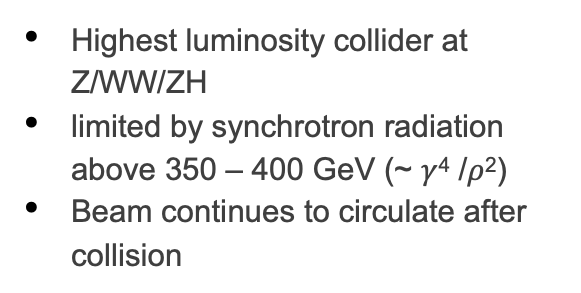 • Highest luminosity collider at
Z/WW/ZH
• limited by synchrotron radiation
above 350 – 400 GeV (~ γ⁴ /ρ²)
• Beam continues to circulate after
collision